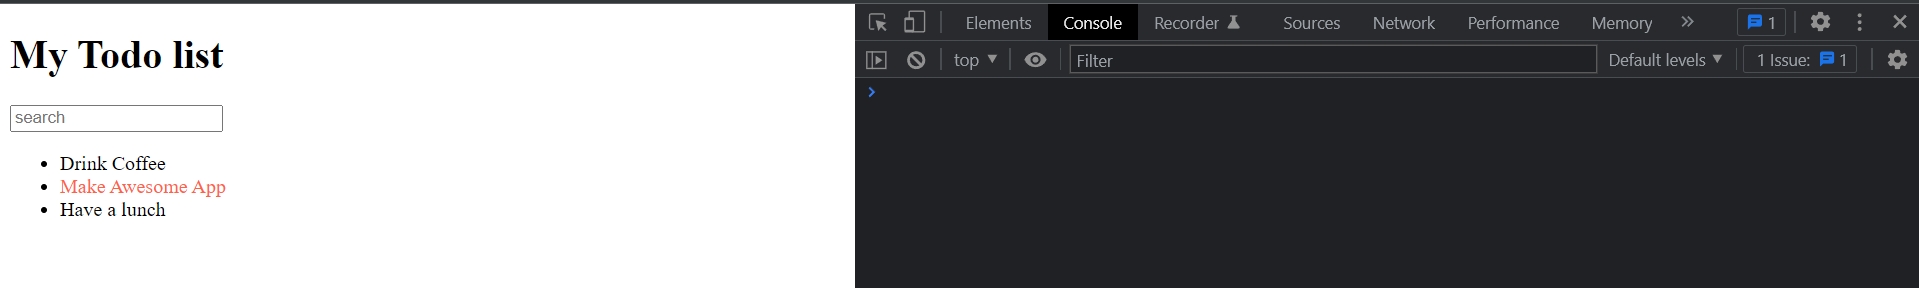 My Todo list
search
Drink Coffee
Make Awesome App
Have a lunch
Elements Console Recorder Sources Network Performance Memory 1
top Filter Default levels 1 Issue: 1